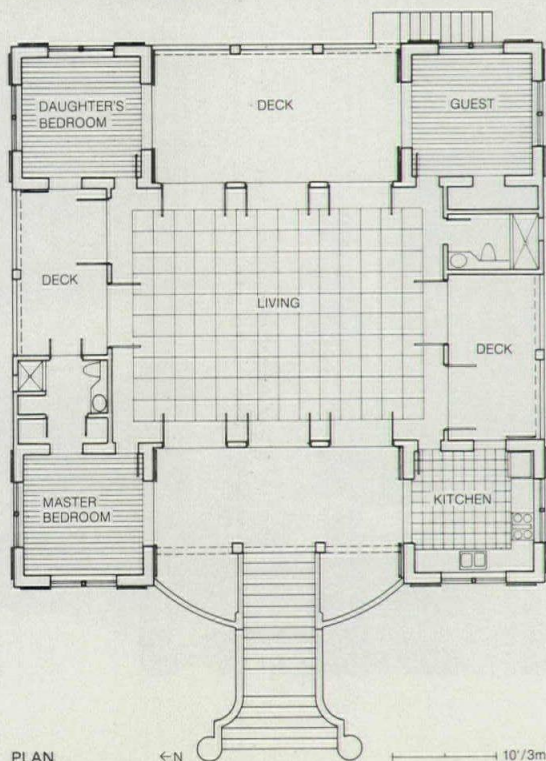 DAUGHTER'S
BEDROOM
DECK
GUEST
DECK
LIVING
DECK
MASTER
BEDROOM
KITCHEN
PLAN
←N
10'/3m